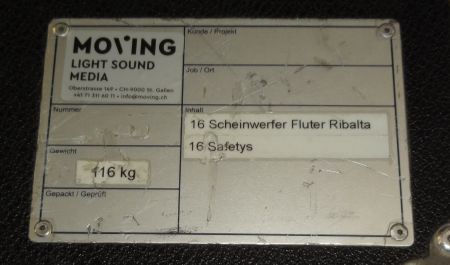 MOVING
LIGHT SOUND
MEDIA
Oberstrasse 149 • CH-9000 St. Gallen
+41 71 311 60 11 • info@moving.ch
Kunde / Projekt
Job / Ort
Nummer
Inhalt
16 Scheinwerfer Fluter Ribalta
16 Safetys
Gewicht
116 kg
Gepackt / Geprüft